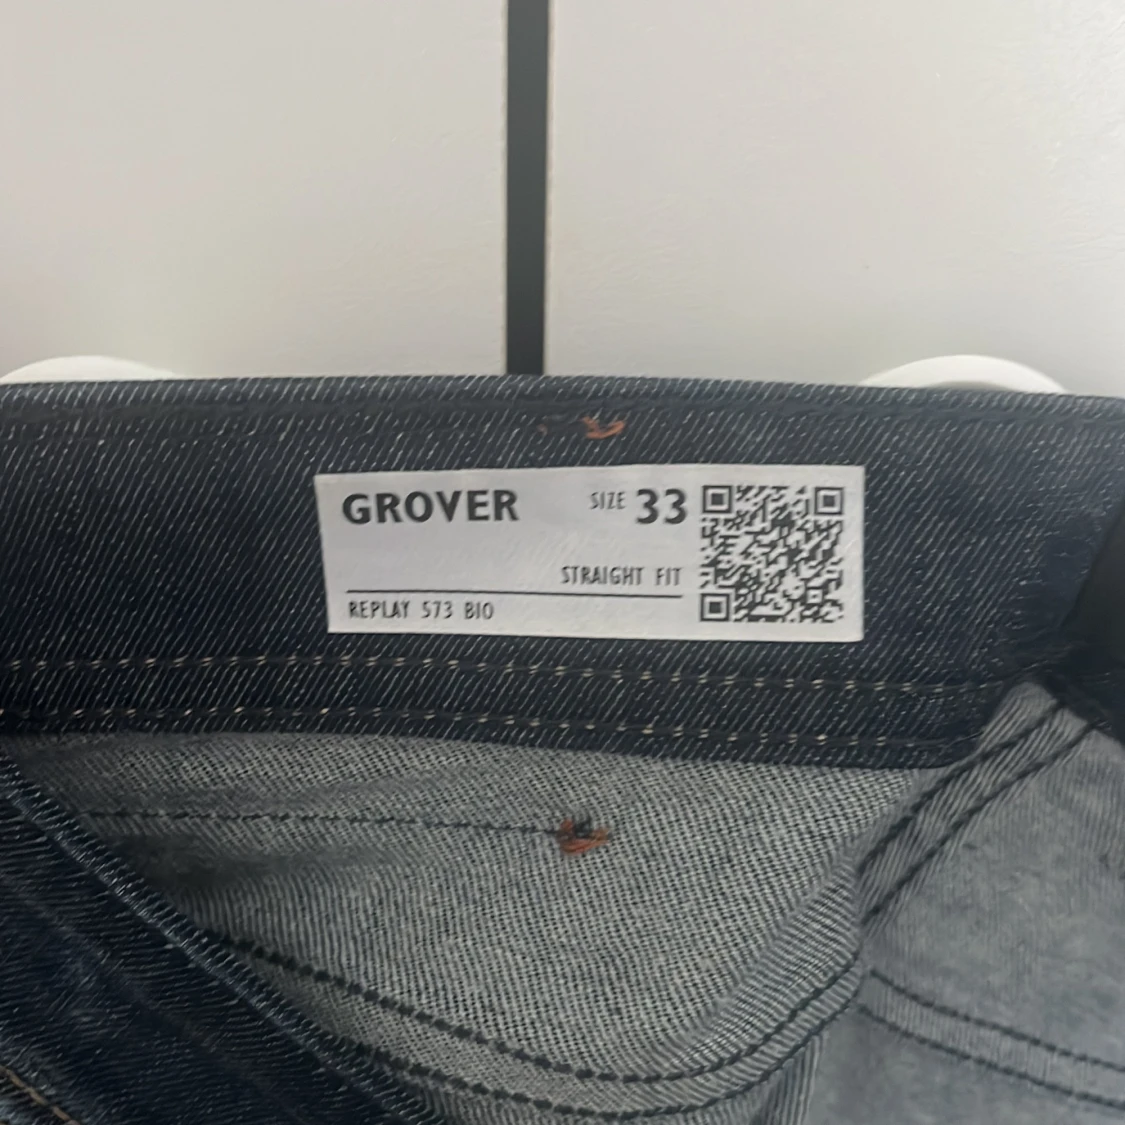 GROVER SIZE 33
STRAIGHT FIT
REPLAY 573 BIO